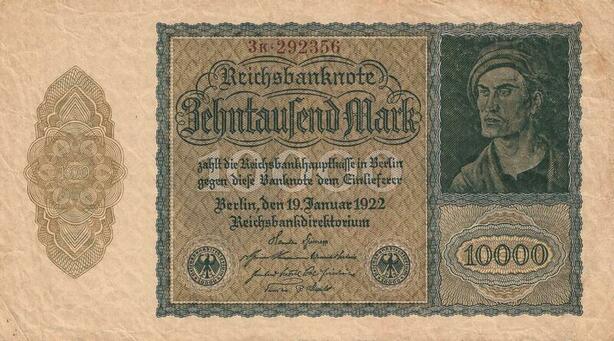 3K·292356
Reichsbanknote
Zehntausend Mark
zahlt die Reichsbankhauptkasse in Berlin
gegen diese Banknote dem Einlieferer
Berlin, den 19. Januar 1922
Reichsbankdirektorium
10000